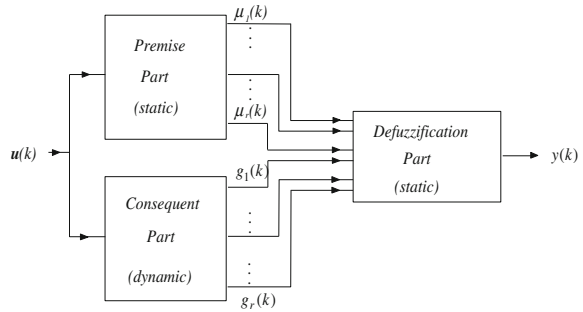 μ₁(k)
Premise
Part
(static)
μᵣ(k)
u(k)
Defuzzification
Part
(static)
y(k)
g₁(k)
Consequent
Part
(dynamic)
gᵣ(k)